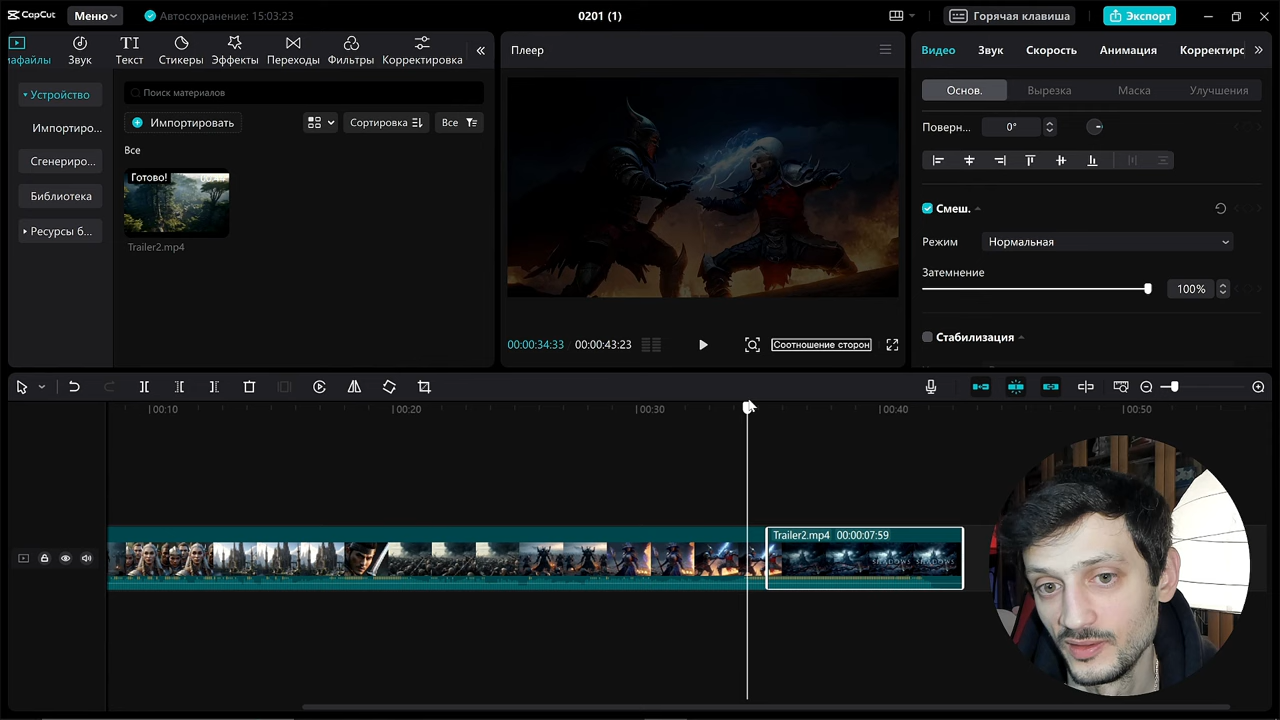 CapCut
Меню
Автосохранение: 15:03:23
0201 (1)
Горячая клавиша
Экспорт
иафайлы
Звук
Текст
Стикеры
Эффекты
Переходы
Фильтры
Корректировка
Плеер
Видео
Звук
Скорость
Анимация
Корректирс
Устройство
Импортиро...
Сгенериро...
Библиотека
Ресурсы б...
Поиск материалов
Импортировать
Сортировка
Все
Все
Готово!
Trailer2.mp4
00:00:34:33
00:00:43:23
Соотношение сторон
Основ.
Вырезка
Маска
Улучшения
Поверн...
0°
Смеш.
Режим
Нормальная
Затемнение
100%
Стабилизация
00:10
00:20
00:30
00:40
00:50
Trailer2.mp4 00:00:07:59
SHADOWS
SHADOWS